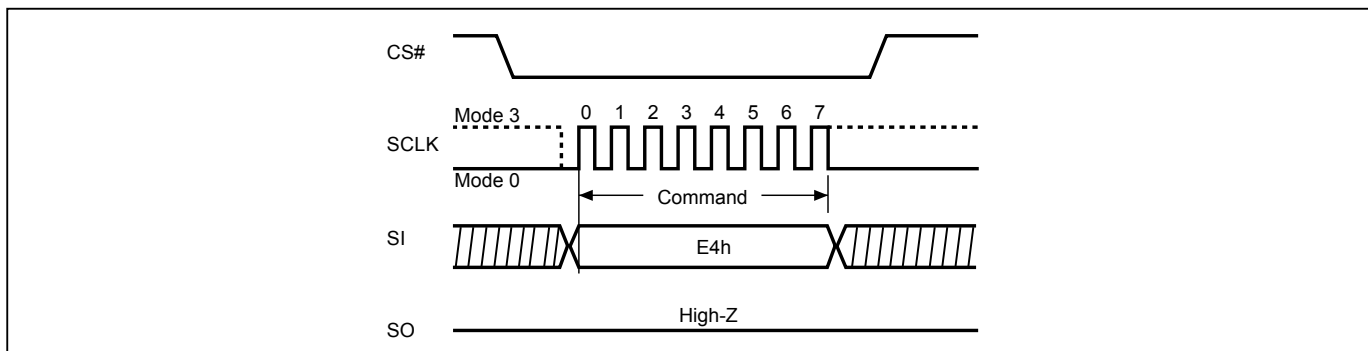 CS#
Mode 3
0 1 2 3 4 5 6 7
SCLK
Mode 0
Command
SI
E4h
High-Z
SO